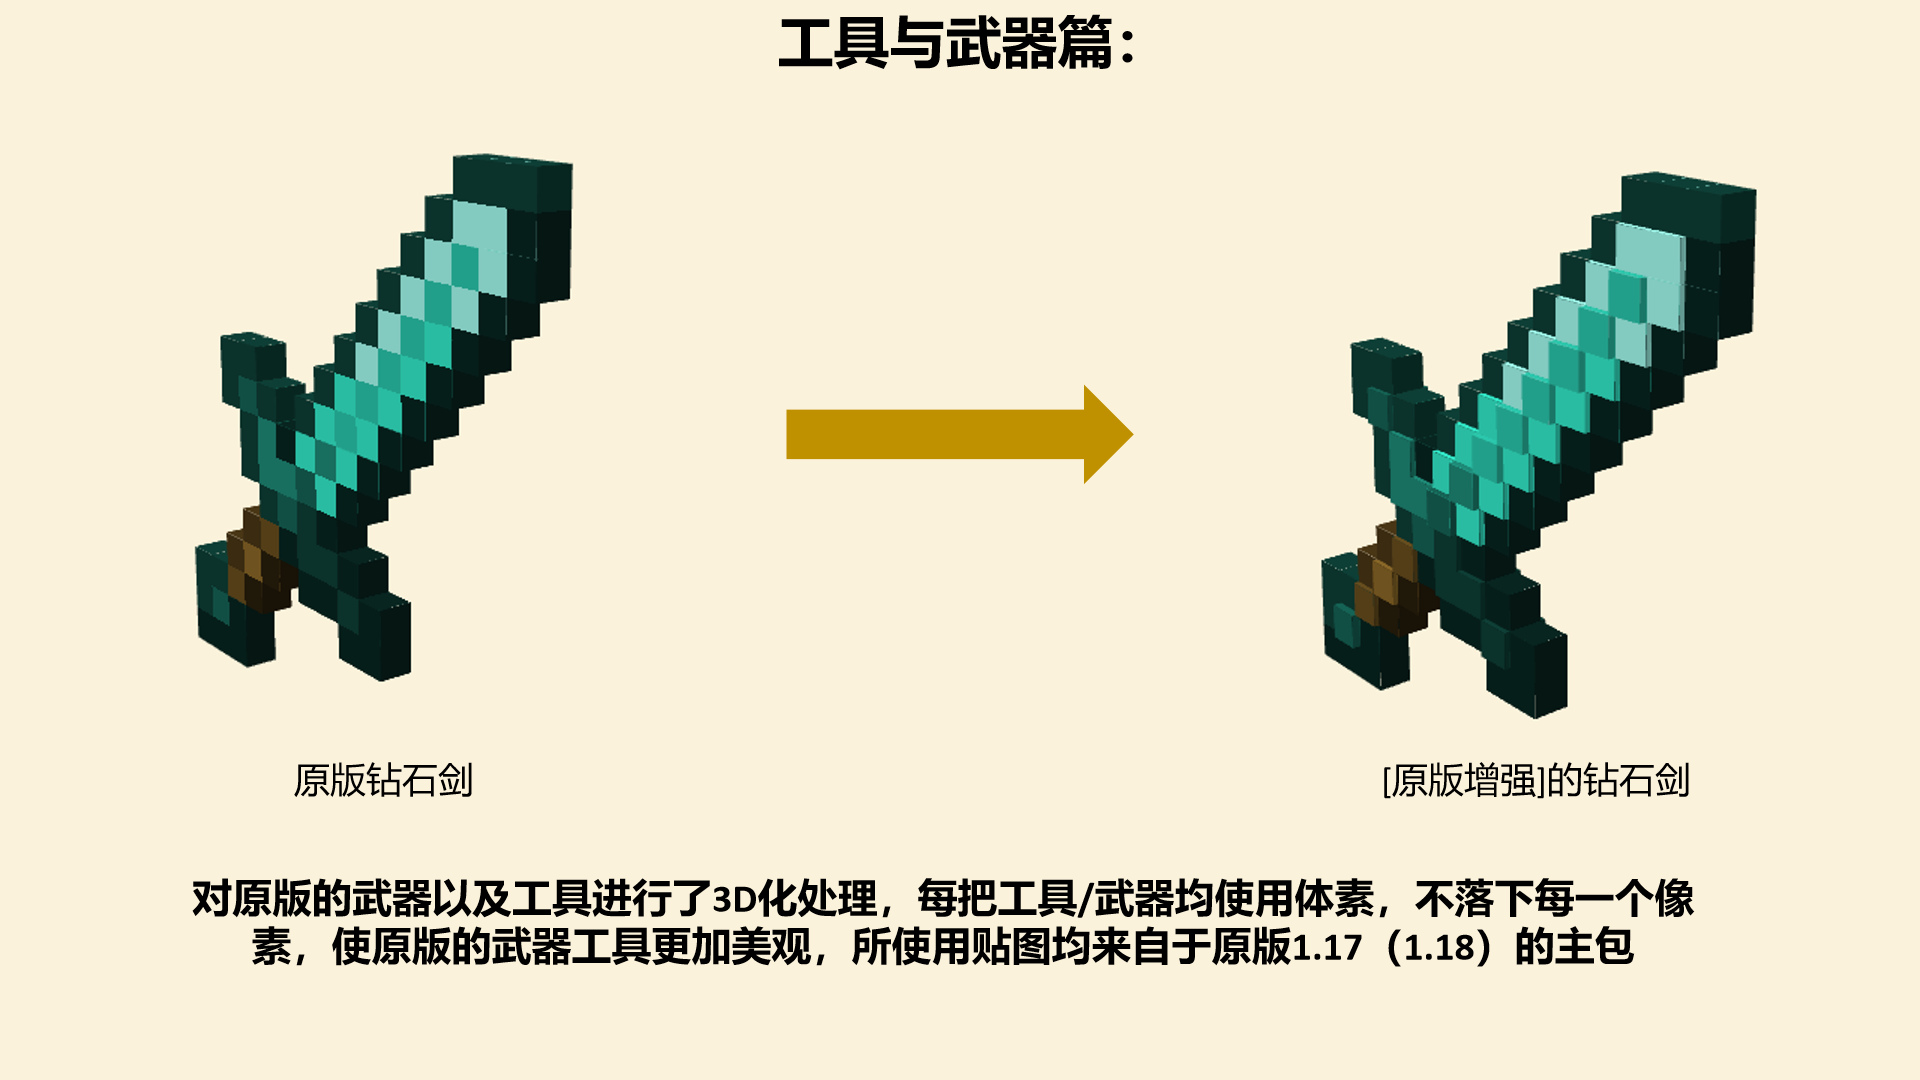 工具与武器篇：
原版钻石剑
[原版增强]的钻石剑
对原版的武器以及工具进行了3D化处理，每把工具/武器均使用体素，不落下每一个像
素，使原版的武器工具更加美观，所使用贴图均来自于原版1.17（1.18）的主包